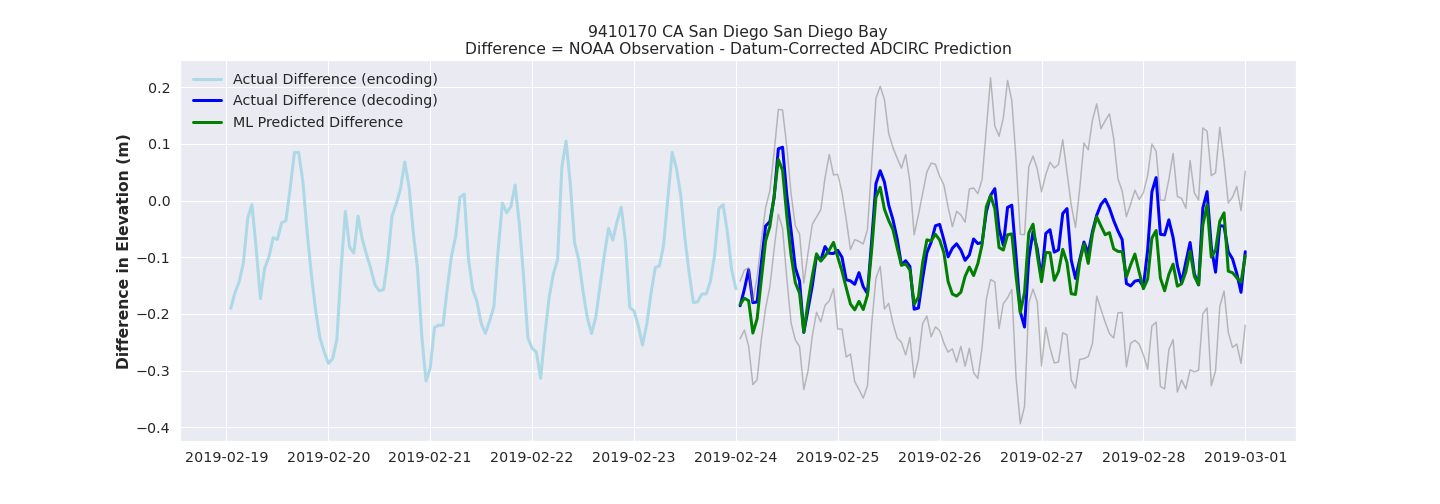 9410170 CA San Diego San Diego Bay
Difference = NOAA Observation - Datum-Corrected ADCIRC Prediction
Actual Difference (encoding)
Actual Difference (decoding)
ML Predicted Difference
Difference in Elevation (m)
0.2
0.1
0.0
−0.1
−0.2
−0.3
−0.4
2019-02-19 2019-02-20 2019-02-21 2019-02-22 2019-02-23 2019-02-24 2019-02-25 2019-02-26 2019-02-27 2019-02-28 2019-03-01